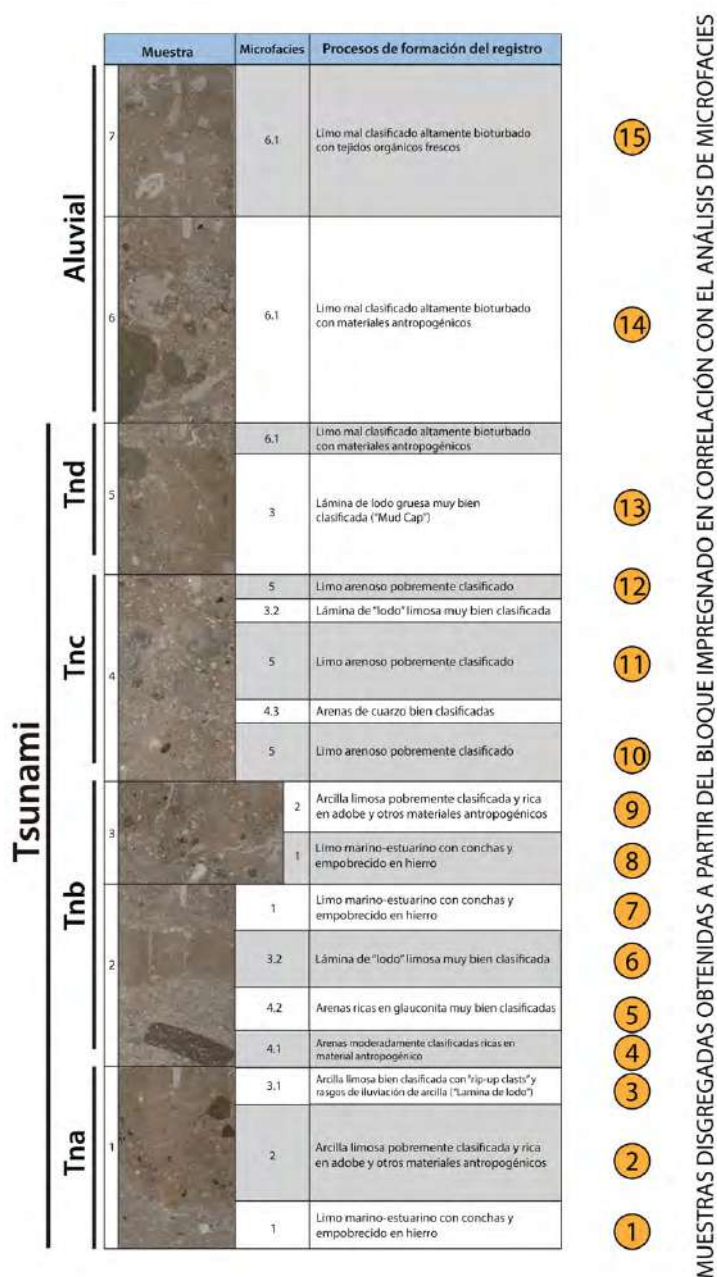 Muestra Microfacies Procesos de formación del registro
Aluvial
7
6.1
Limo mal clasificado altamente bioturbado
con tejidos orgánicos frescos
15
6
6.1
Limo mal clasificado altamente bioturbado
con materiales antropogénicos
14
Tsunami
Tnd
5
6.1
Limo mal clasificado altamente bioturbado
con materiales antropogénicos
3
Lámina de lodo gruesa muy bien
clasificada ("Mud Cap")
13
Tnc
4
5
Limo arenoso pobremente clasificado
12
3.2
Lámina de "lodo" limosa muy bien clasificada
5
Limo arenoso pobremente clasificado
11
4.3
Arenas de cuarzo bien clasificadas
5
Limo arenoso pobremente clasificado
10
Tnb
3
2
Arcilla limosa pobremente clasificada y rica
en adobe y otros materiales antropogénicos
9
1
Limo marino-estuarino con conchas y
empobrecido en hierro
8
2
1
Limo marino-estuarino con conchas y
empobrecido en hierro
7
3.2
Lámina de "lodo" limosa muy bien clasificada
6
4.2
Arenas ricas en glauconita muy bien clasificadas
5
4.1
Arenas moderadamente clasificadas ricas en
material antropogénico
4
Tna
1
3.1
Arcilla limosa bien clasificada con "rip-up clasts" y
rasgos de iluviación de arcilla ("Lamina de lodo")
3
2
Arcilla limosa pobremente clasificada y rica
en adobe y otros materiales antropogénicos
2
1
Limo marino-estuarino con conchas y
empobrecido en hierro
1
MUESTRAS DISGREGADAS OBTENIDAS A PARTIR DEL BLOQUE IMPREGNADO EN CORRELACIÓN CON EL ANÁLISIS DE MICROFACIES